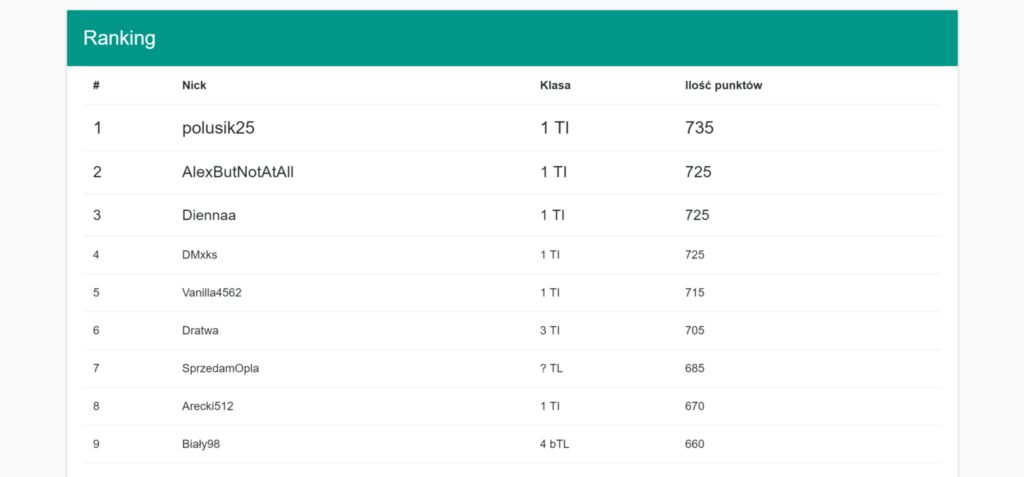 Ranking
# Nick Klasa Ilość punktów
1 polusik25 1 TI 735
2 AlexButNotAtAll 1 TI 725
3 Diennaa 1 TI 725
4 DMxks 1 TI 725
5 Vanilla4562 1 TI 715
6 Dratwa 3 TI 705
7 SprzedamOpla ? TL 685
8 Arecki512 1 TI 670
9 Biały98 4 bTL 660